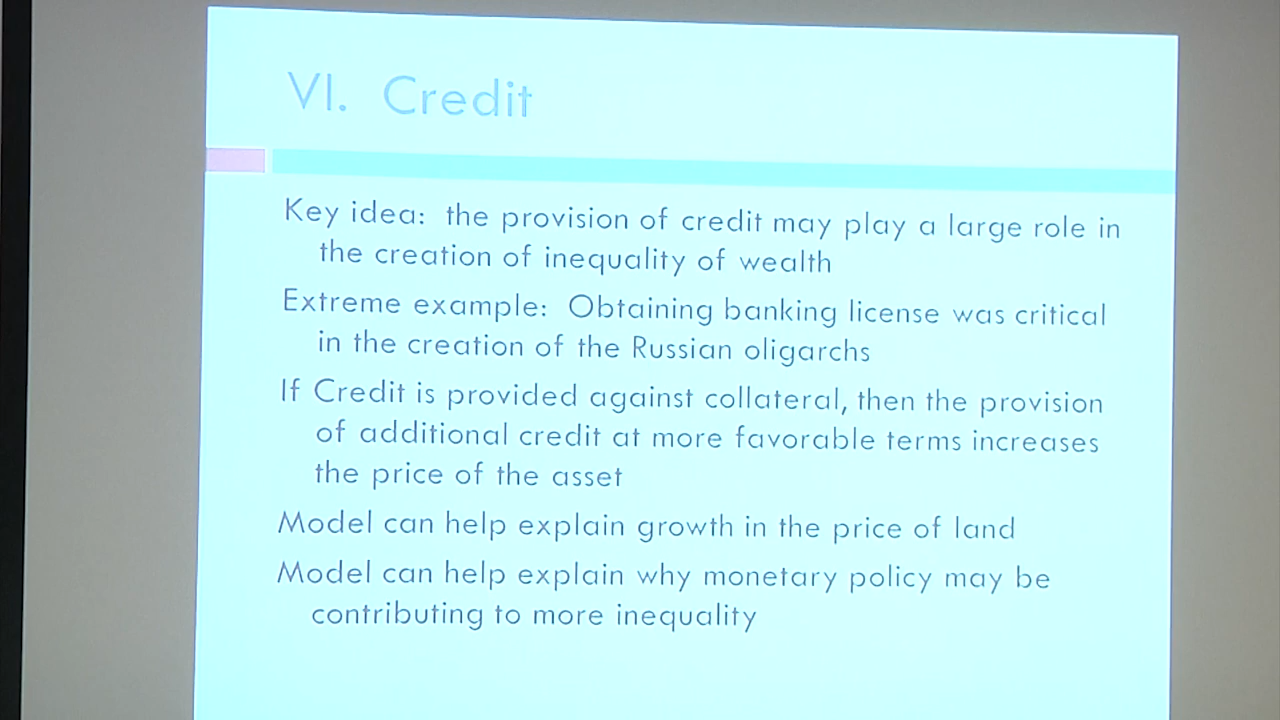 VI. Credit
Key idea: the provision of credit may play a large role in
the creation of inequality of wealth
Extreme example: Obtaining banking license was critical
in the creation of the Russian oligarchs
If Credit is provided against collateral, then the provision
of additional credit at more favorable terms increases
the price of the asset
Model can help explain growth in the price of land
Model can help explain why monetary policy may be
contributing to more inequality